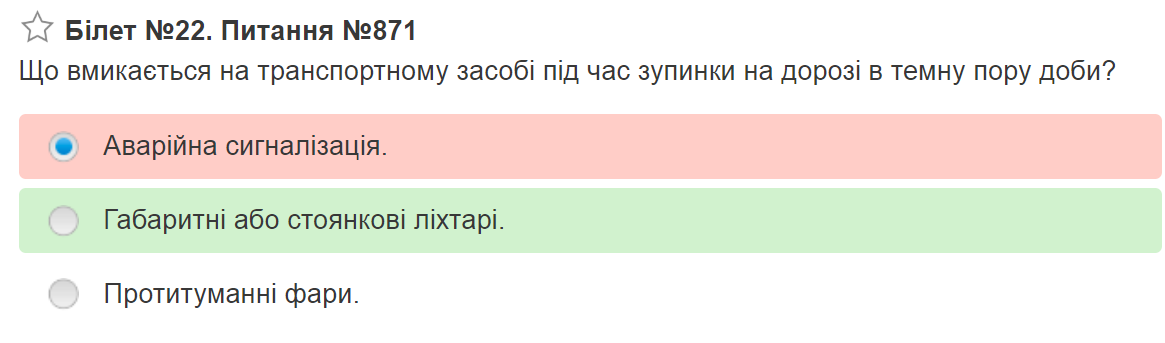 Білет №22. Питання №871
Що вмикається на транспортному засобі під час зупинки на дорозі в темну пору доби?
Аварійна сигналізація.
Габаритні або стоянкові ліхтарі.
Протитуманні фари.